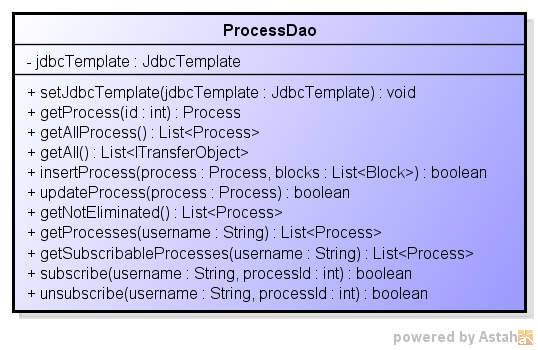 ProcessDao
- jdbcTemplate : JdbcTemplate
+ setJdbcTemplate(jdbcTemplate : JdbcTemplate) : void
+ getProcess(id : int) : Process
+ getAllProcess() : List<Process>
+ getAll() : List<ITransferObject>
+ insertProcess(process : Process, blocks : List<Block>) : boolean
+ updateProcess(process : Process) : boolean
+ getNotEliminated() : List<Process>
+ getProcesses(username : String) : List<Process>
+ getSubscribableProcesses(username : String) : List<Process>
+ subscribe(username : String, processId : int) : boolean
+ unsubscribe(username : String, processId : int) : boolean
powered by Astah